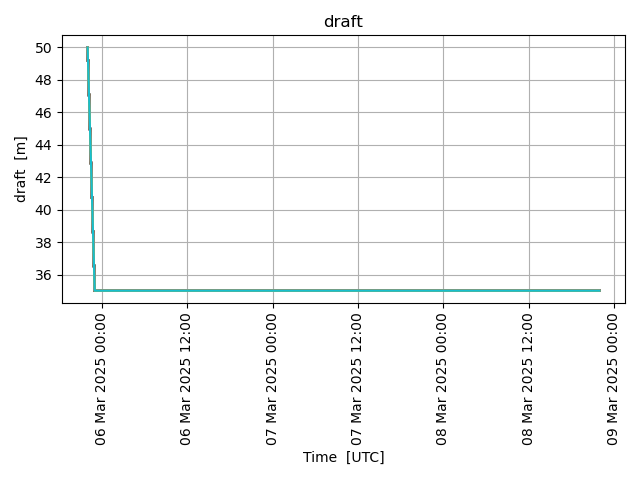 draft
50
48
46
44
42
40
38
36
draft [m]
06 Mar 2025 00:00
06 Mar 2025 12:00
07 Mar 2025 00:00
07 Mar 2025 12:00
08 Mar 2025 00:00
08 Mar 2025 12:00
09 Mar 2025 00:00
Time [UTC]